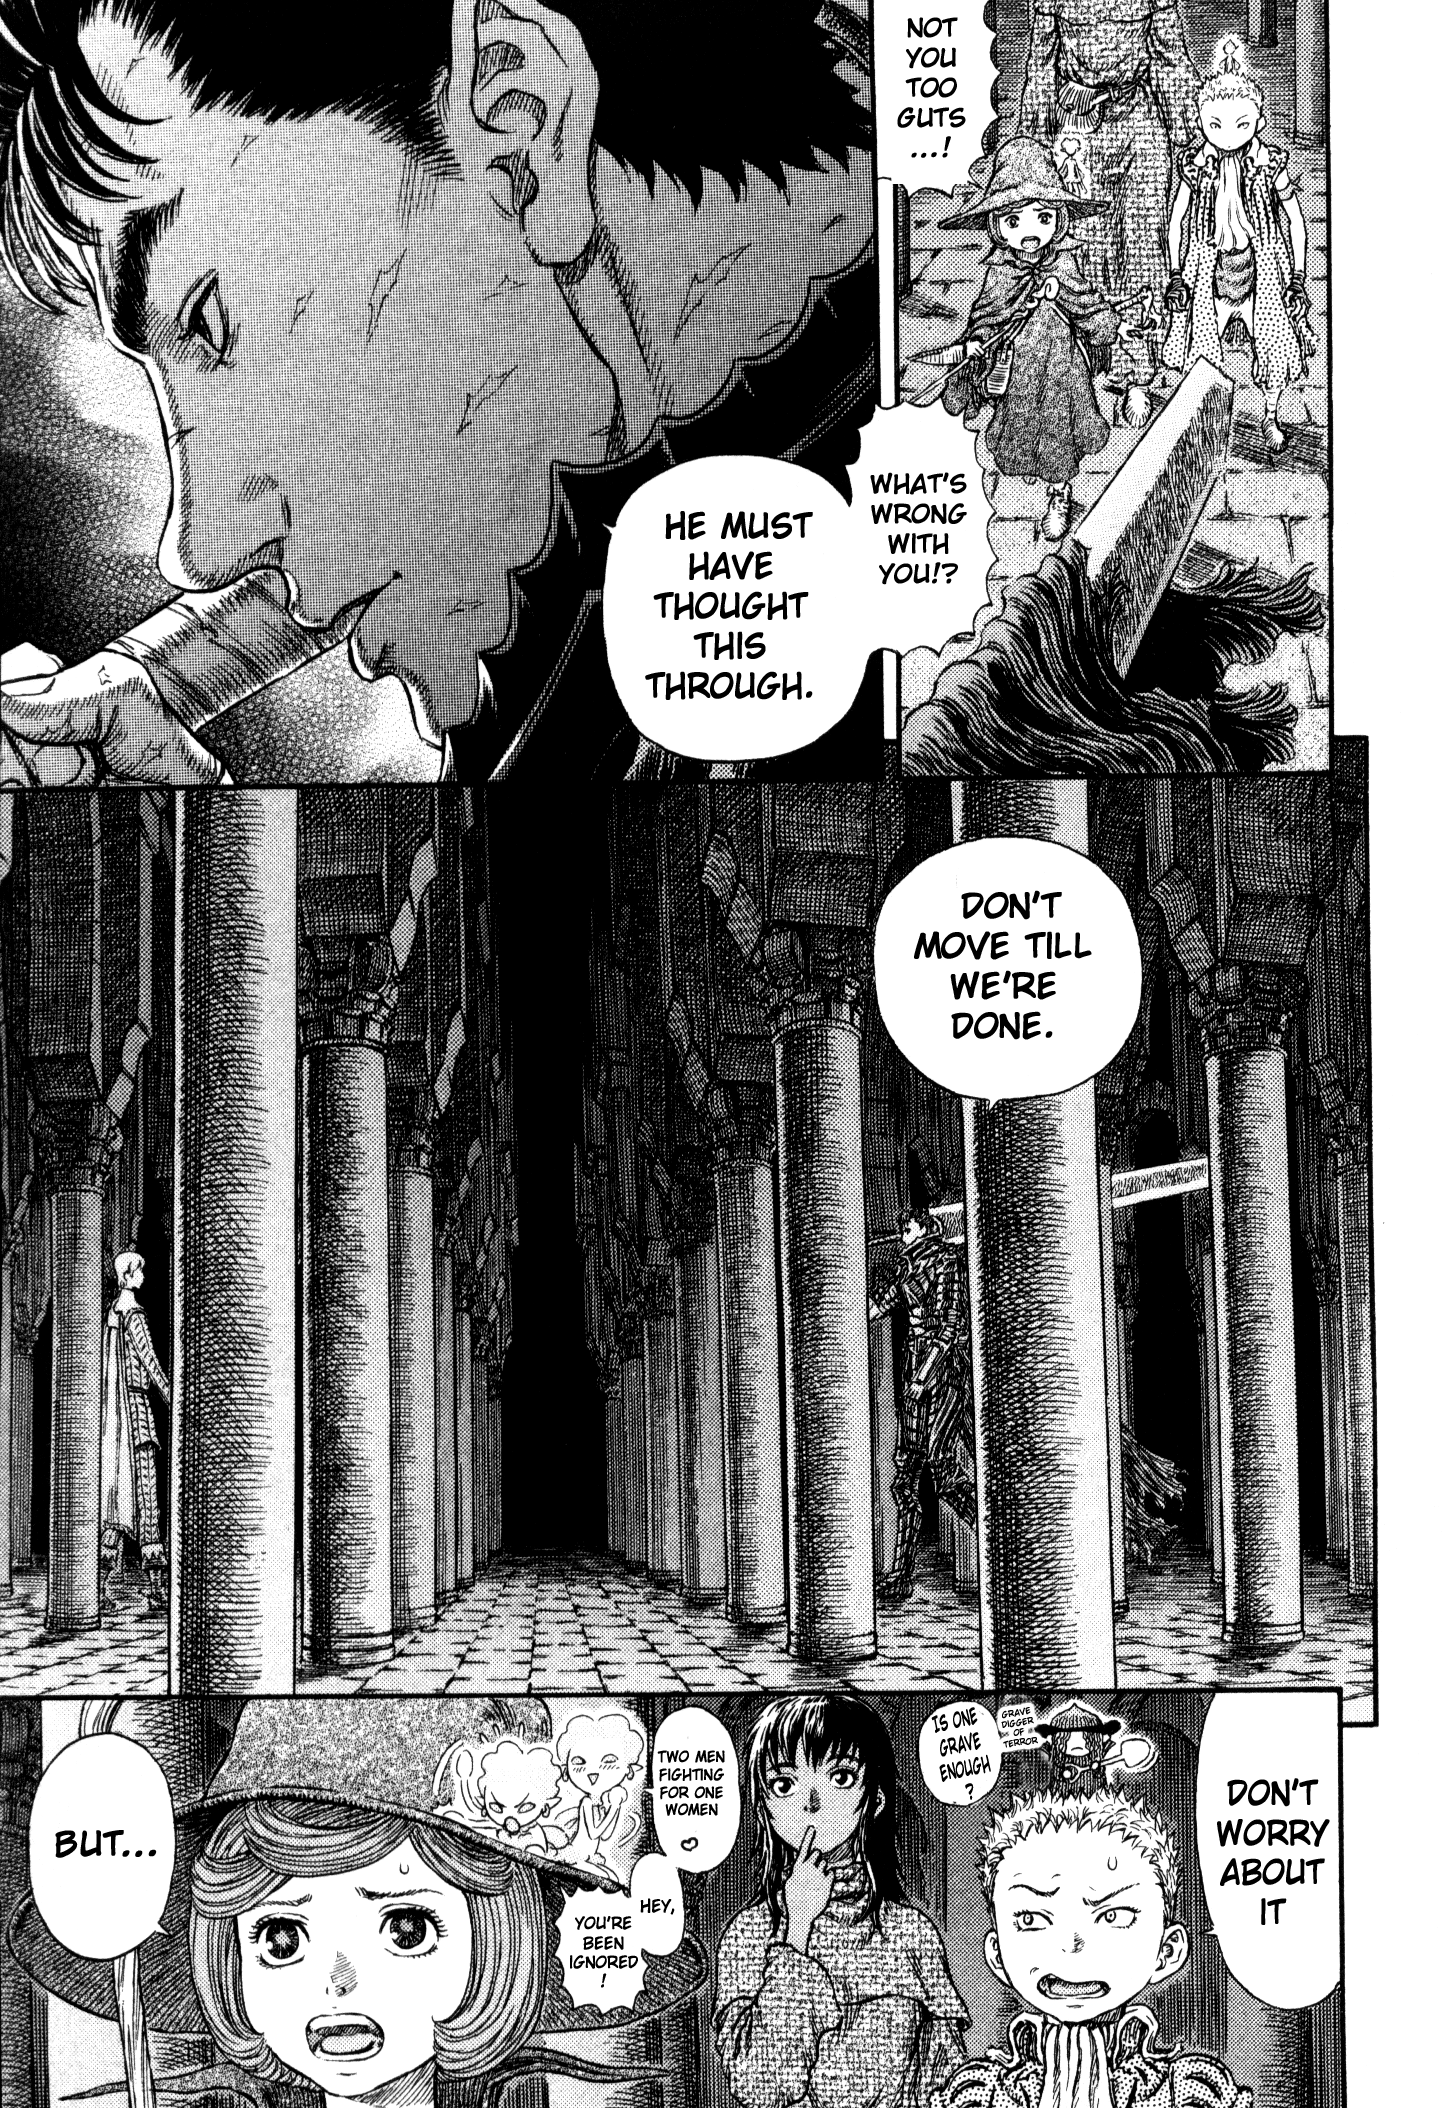 NOT
YOU
TOO
GUTS
...!
WHAT'S
WRONG
WITH
YOU!?
HE MUST
HAVE
THOUGHT
THIS
THROUGH.
DON'T
MOVE TILL
WE'RE
DONE.
DON'T
WORRY
ABOUT
IT
GRAVE
DIGGER
OF
TERROR
IS ONE
GRAVE
ENOUGH
?
TWO MEN
FIGHTING
FOR ONE
WOMEN
HEY,
YOU'RE
BEEN
IGNORED
!
BUT...